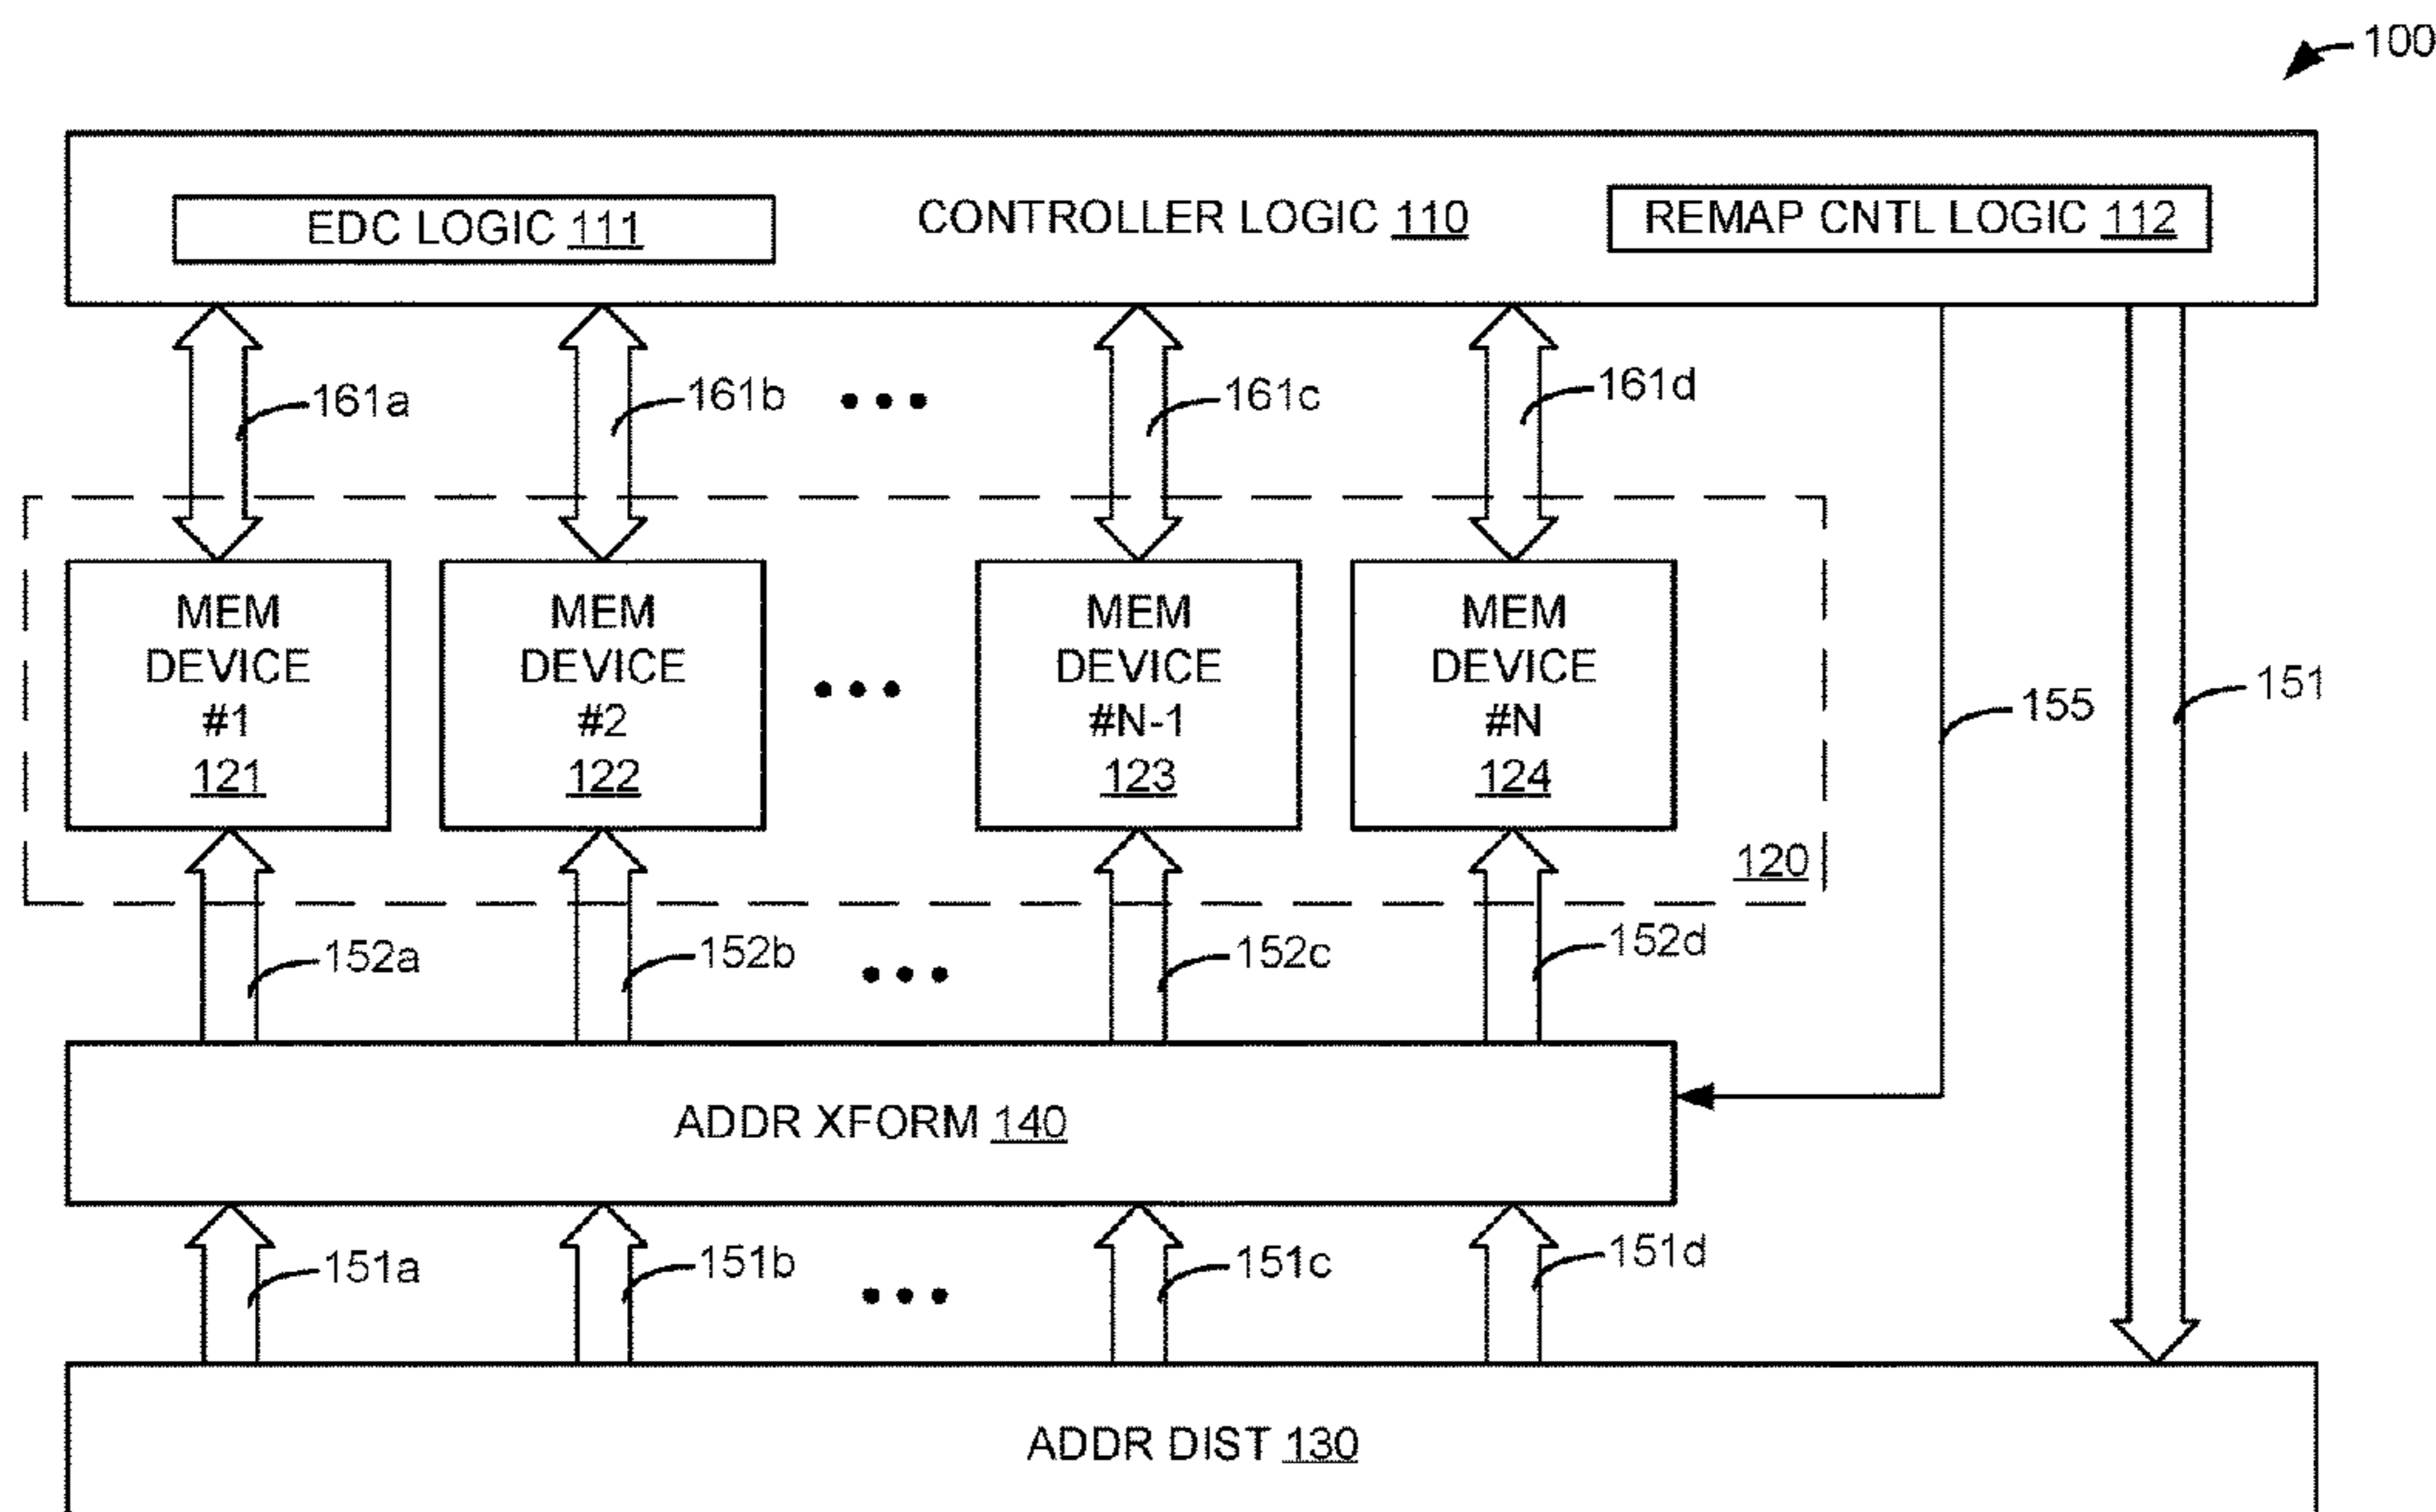 100
EDC LOGIC 111
CONTROLLER LOGIC 110
REMAP CNTL LOGIC 112
161a
161b
161c
161d
MEM
DEVICE
#1
121
MEM
DEVICE
#2
122
MEM
DEVICE
#N-1
123
MEM
DEVICE
#N
124
155
151
120
152a
152b
152c
152d
ADDR XFORM 140
151a
151b
151c
151d
ADDR DIST 130